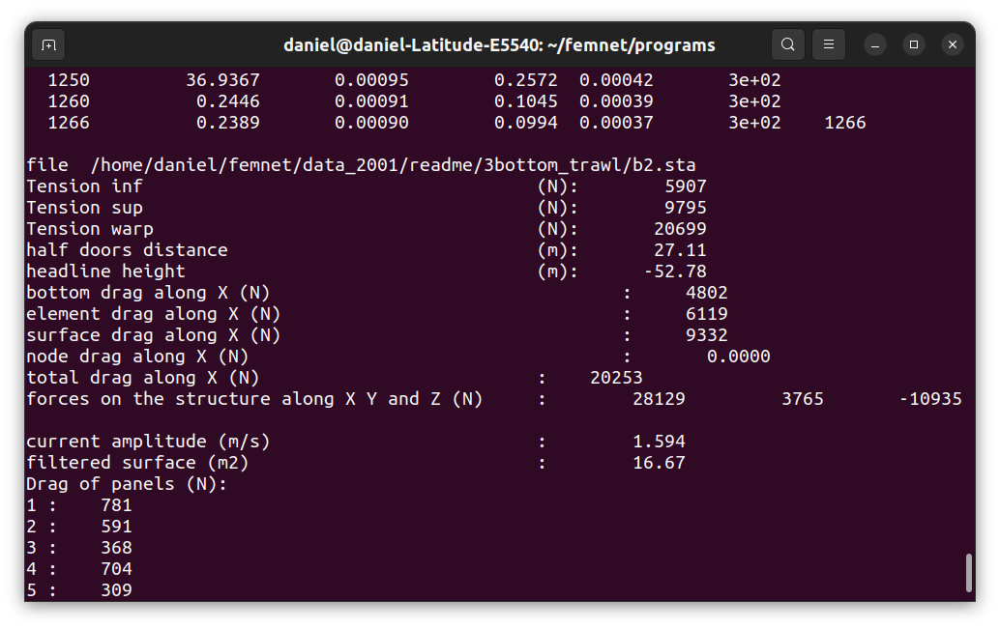 daniel@daniel-Latitude-E5540: ~/femnet/programs
1250 36.9367 0.00095 0.2572 0.00042 3e+02
1260 0.2446 0.00091 0.1045 0.00039 3e+02
1266 0.2389 0.00090 0.0994 0.00037 3e+02 1266
file /home/daniel/femnet/data_2001/readme/3bottom_trawl/b2.sta
Tension inf (N): 5907
Tension sup (N): 9795
Tension warp (N): 20699
half doors distance (m): 27.11
headline height (m): -52.78
bottom drag along X (N) : 4802
element drag along X (N) : 6119
surface drag along X (N) : 9332
node drag along X (N) : 0.0000
total drag along X (N) : 20253
forces on the structure along X Y and Z (N) : 28129 3765 -10935
current amplitude (m/s) : 1.594
filtered surface (m2) : 16.67
Drag of panels (N):
1 : 781
2 : 591
3 : 368
4 : 704
5 : 309